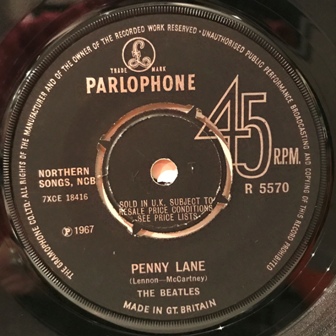 THE GRAMOPHONE CO. LTD. ALL RIGHTS OF THE MANUFACTURER AND OF THE OWNER OF THE RECORDED WORK RESERVED • UNAUTHORISED PUBLIC PERFORMANCE BROADCASTING AND COPYING OF THIS RECORD PROHIBITED
£
TRADE MARK
PARLOPHONE
45
R.P.M.
NORTHERN
SONGS, NCB
7XCE 18416
R 5570
SOLD IN U.K. SUBJECT TO
RESALE PRICE CONDITIONS
SEE PRICE LISTS
℗ 1967
PENNY LANE
(Lennon—McCartney)
THE BEATLES
MADE IN GT. BRITAIN